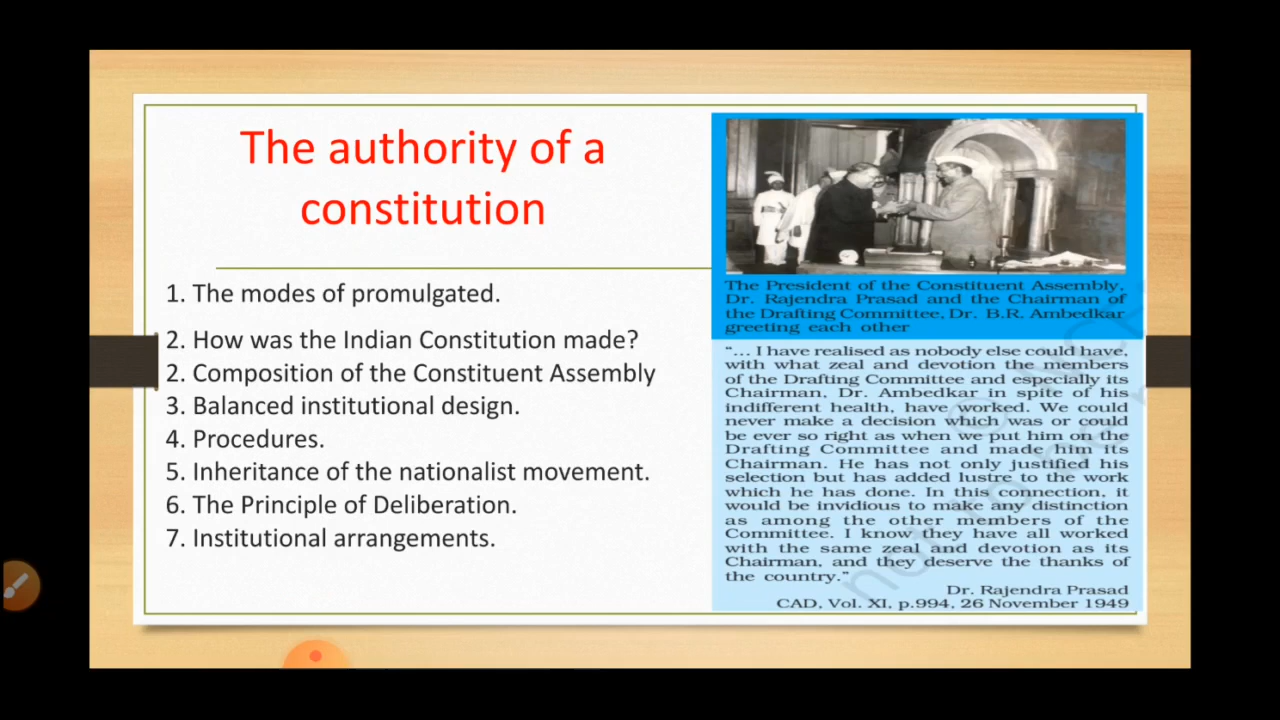 The authority of a
constitution
1. The modes of promulgated.
2. How was the Indian Constitution made?
2. Composition of the Constituent Assembly
3. Balanced institutional design.
4. Procedures.
5. Inheritance of the nationalist movement.
6. The Principle of Deliberation.
7. Institutional arrangements.
The President of the Constituent Assembly,
Dr. Rajendra Prasad and the Chairman of
the Drafting Committee, Dr. B.R. Ambedkar
greeting each other
“... I have realised as nobody else could have,
with what zeal and devotion the members
of the Drafting Committee and especially its
Chairman, Dr. Ambedkar in spite of his
indifferent health, have worked. We could
never make a decision which was or could
be ever so right as when we put him on the
Drafting Committee and made him its
Chairman. He has not only justified his
selection but has added lustre to the work
which he has done. In this connection, it
would be invidious to make any distinction
as among the other members of the
Committee. I know they have all worked
with the same zeal and devotion as its
Chairman, and they deserve the thanks of
the country.”
Dr. Rajendra Prasad
CAD, Vol. XI, p.994, 26 November 1949